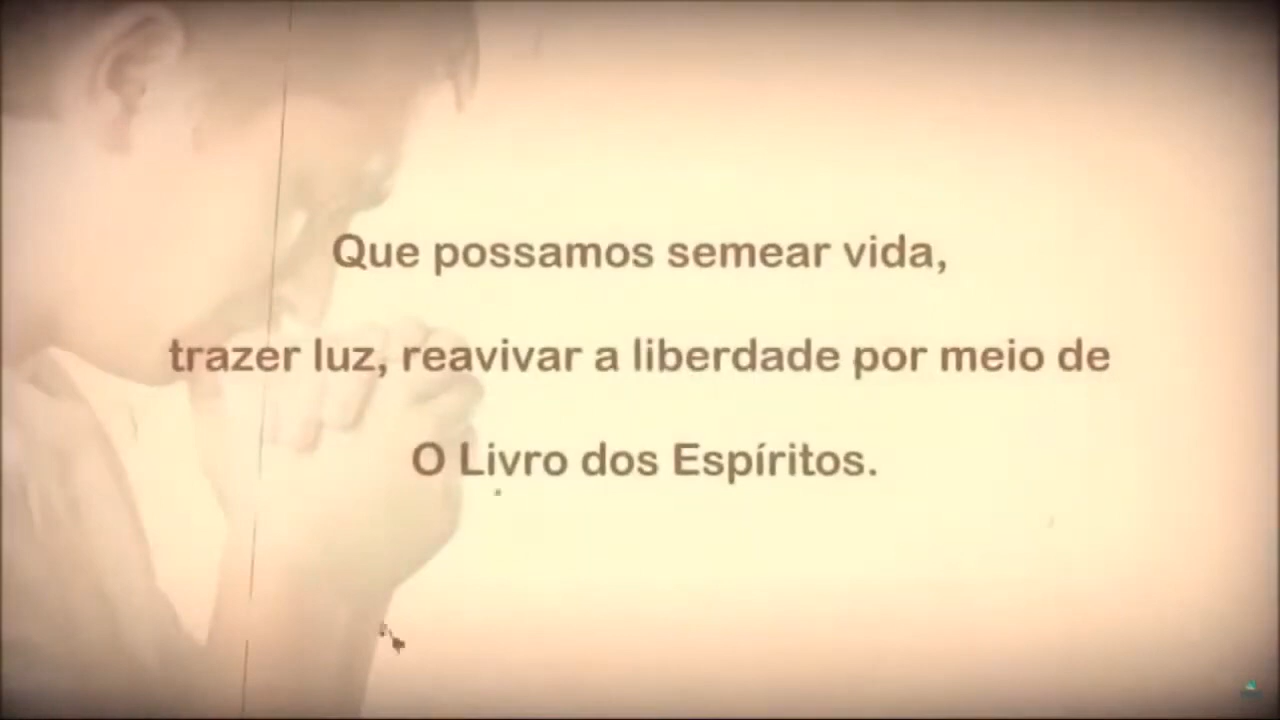 Que possamos semear vida,
trazer luz, reavivar a liberdade por meio de
O Livro dos Espíritos.